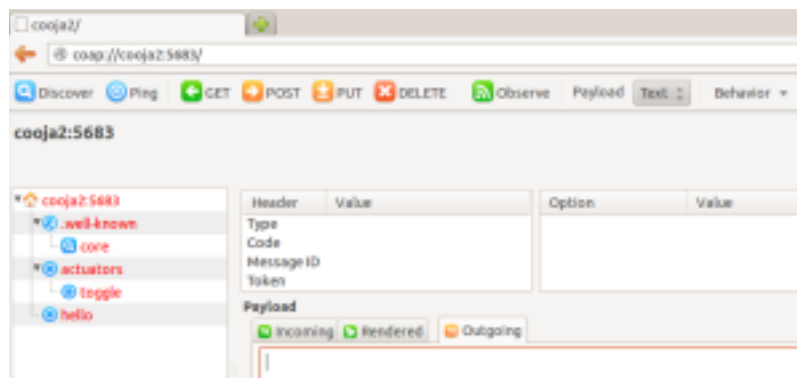 cooja2/
coap://cooja2:5683/
Discover Ping GET POST PUT DELETE Observe Payload Text Behavior
cooja2:5683
cooja2:5683
.well-known
core
actuators
toggle
hello
Header Value
Type
Code
Message ID
Token
Option Value
Payload
Incoming Rendered Outgoing